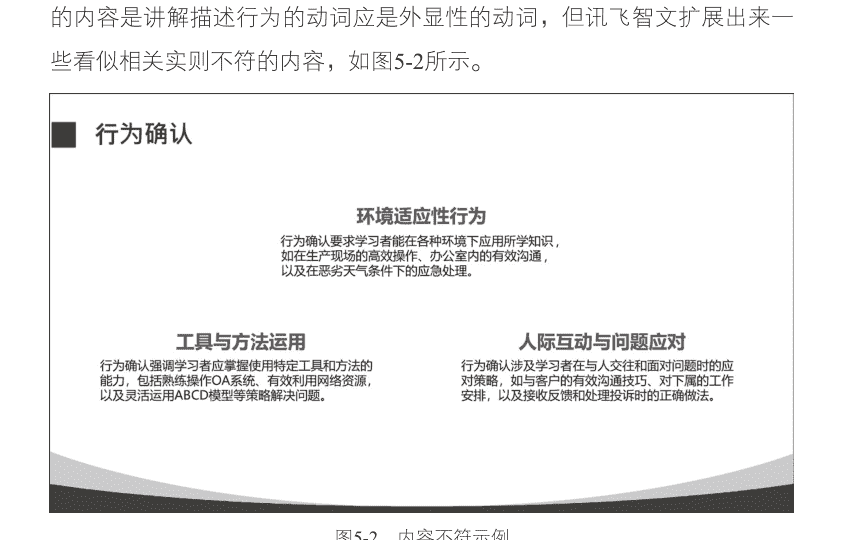 的内容是讲解描述行为的动词应是外显性的动词，但讯飞智文扩展出来一
些看似相关实则不符的内容，如图5-2所示。
行为确认
环境适应性行为
行为确认要求学习者能在各种环境下应用所学知识，
如在生产现场的高效操作、办公室内的有效沟通，
以及在恶劣天气条件下的应急处理。
工具与方法运用
行为确认强调学习者应掌握使用特定工具和方法的
能力，包括熟练操作OA系统、有效利用网络资源，
以及灵活运用ABCD模型等策略解决问题。
人际互动与问题应对
行为确认涉及学习者在与人交往和面对问题时的应
对策略，如与客户的有效沟通技巧、对下属的工作
安排，以及接收反馈和处理投诉时的正确做法。
图5-2 内容不符示例